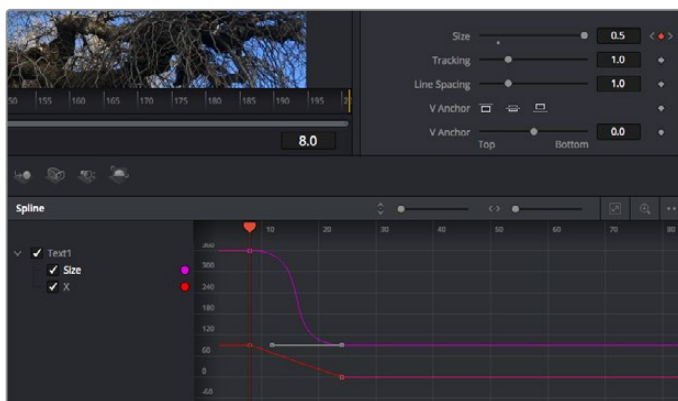 Size 0.5
Tracking 1.0
Line Spacing 1.0
50 155 160 165 170 175 180 185 190 195
V Anchor
8.0
V Anchor 0.0
Top Bottom
Spline
10 20 30 40 50 60 70 80
Text1
Size
X
300
240
180
120
60
0
-60